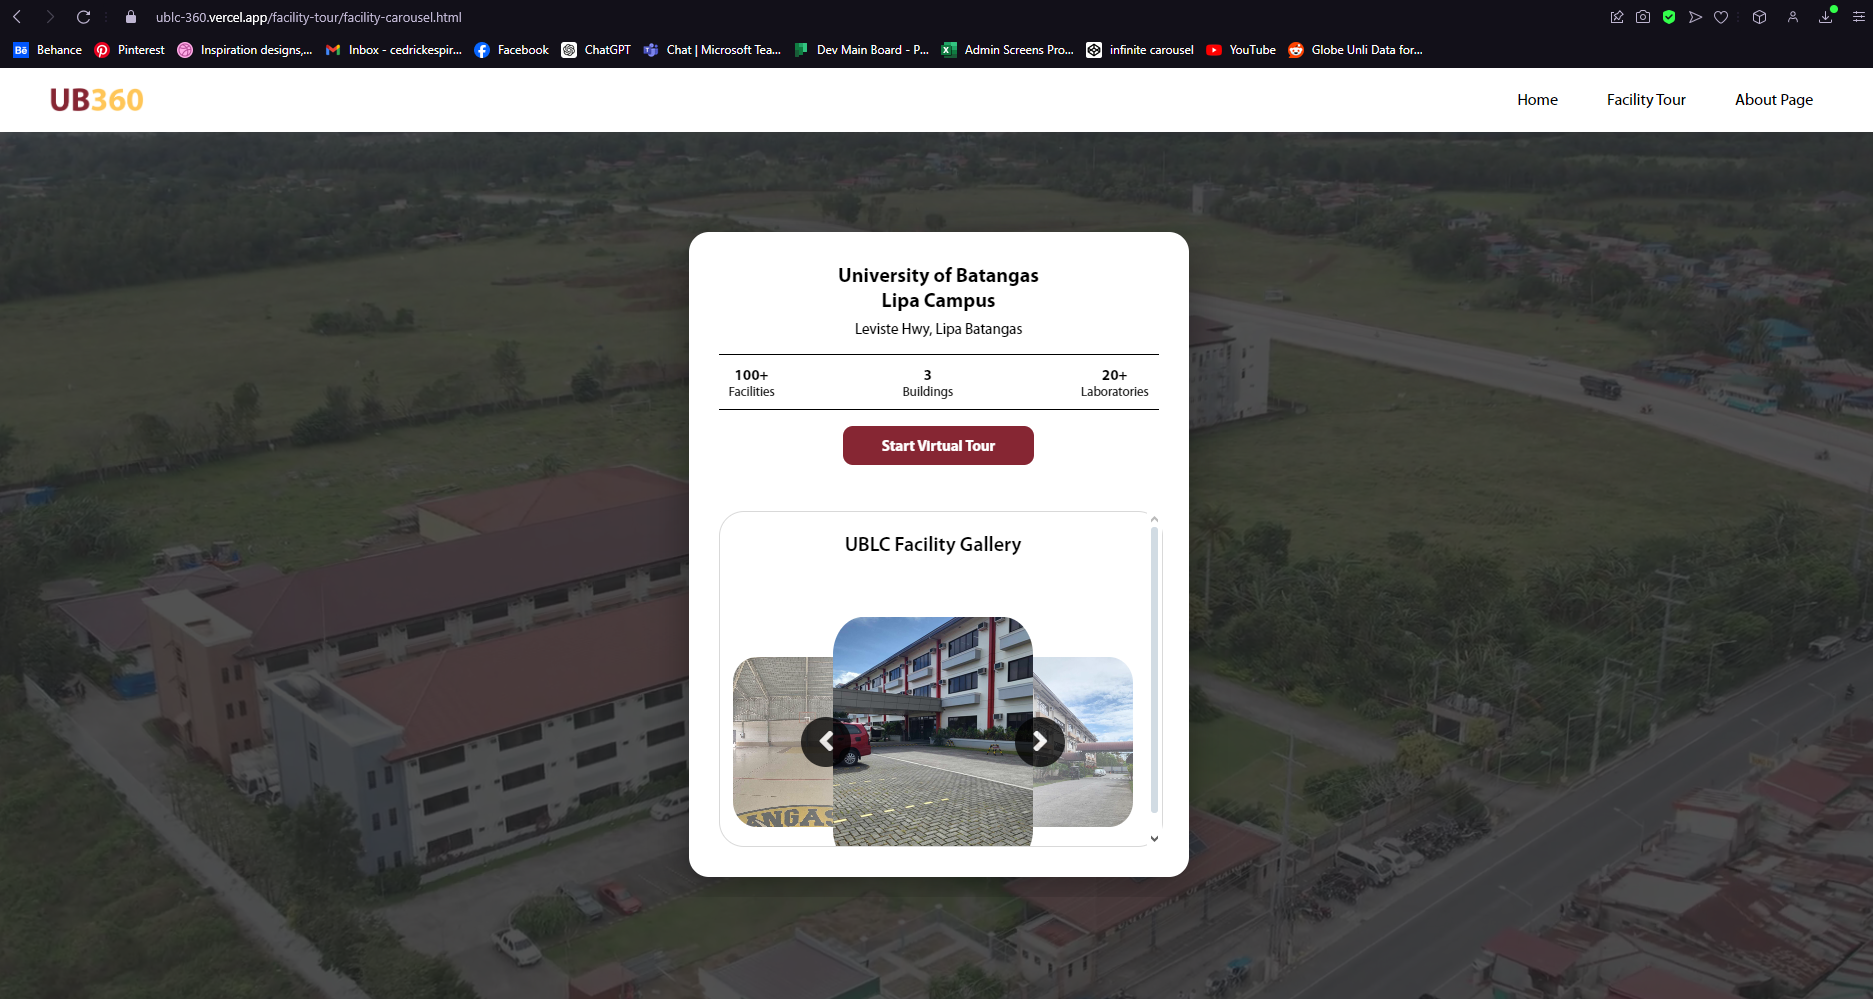 ublc-360.vercel.app/facility-tour/facility-carousel.html
Bē Behance Pinterest Inspiration designs,... Inbox - cedrickespir... Facebook ChatGPT Chat | Microsoft Tea... Dev Main Board - P... Admin Screens Pro... infinite carousel YouTube Globe Unli Data for...
UB360 Home Facility Tour About Page
University of Batangas
Lipa Campus
Leviste Hwy, Lipa Batangas
100+ 3 20+
Facilities Buildings Laboratories
Start Virtual Tour
UBLC Facility Gallery
ANGAS